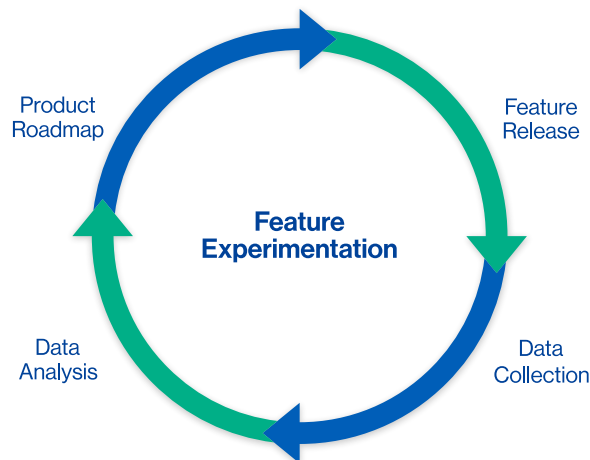 Product
Roadmap
Feature
Release
Feature
Experimentation
Data
Analysis
Data
Collection